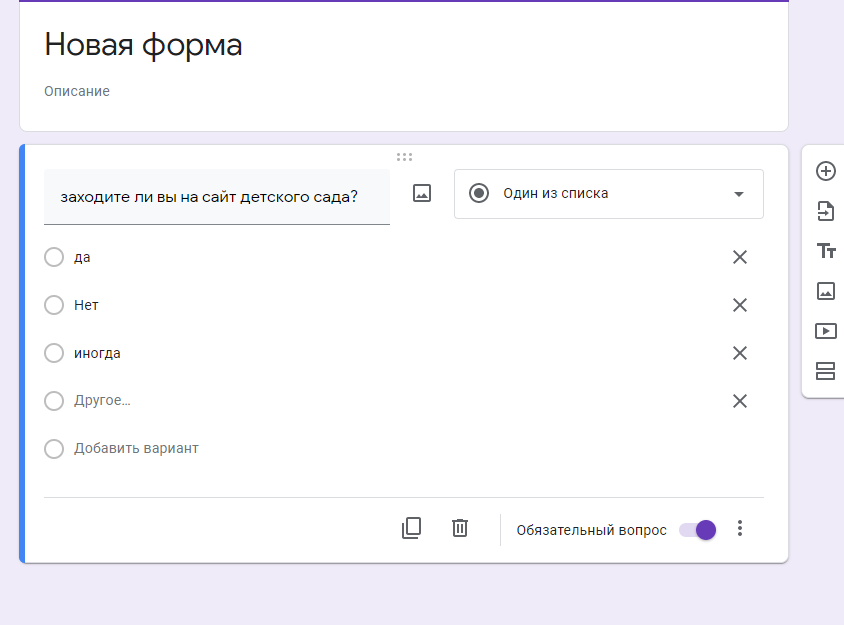 Новая форма
Описание
заходите ли вы на сайт детского сада?
Один из списка
да
Нет
иногда
Другое…
Добавить вариант
Обязательный вопрос
Tт